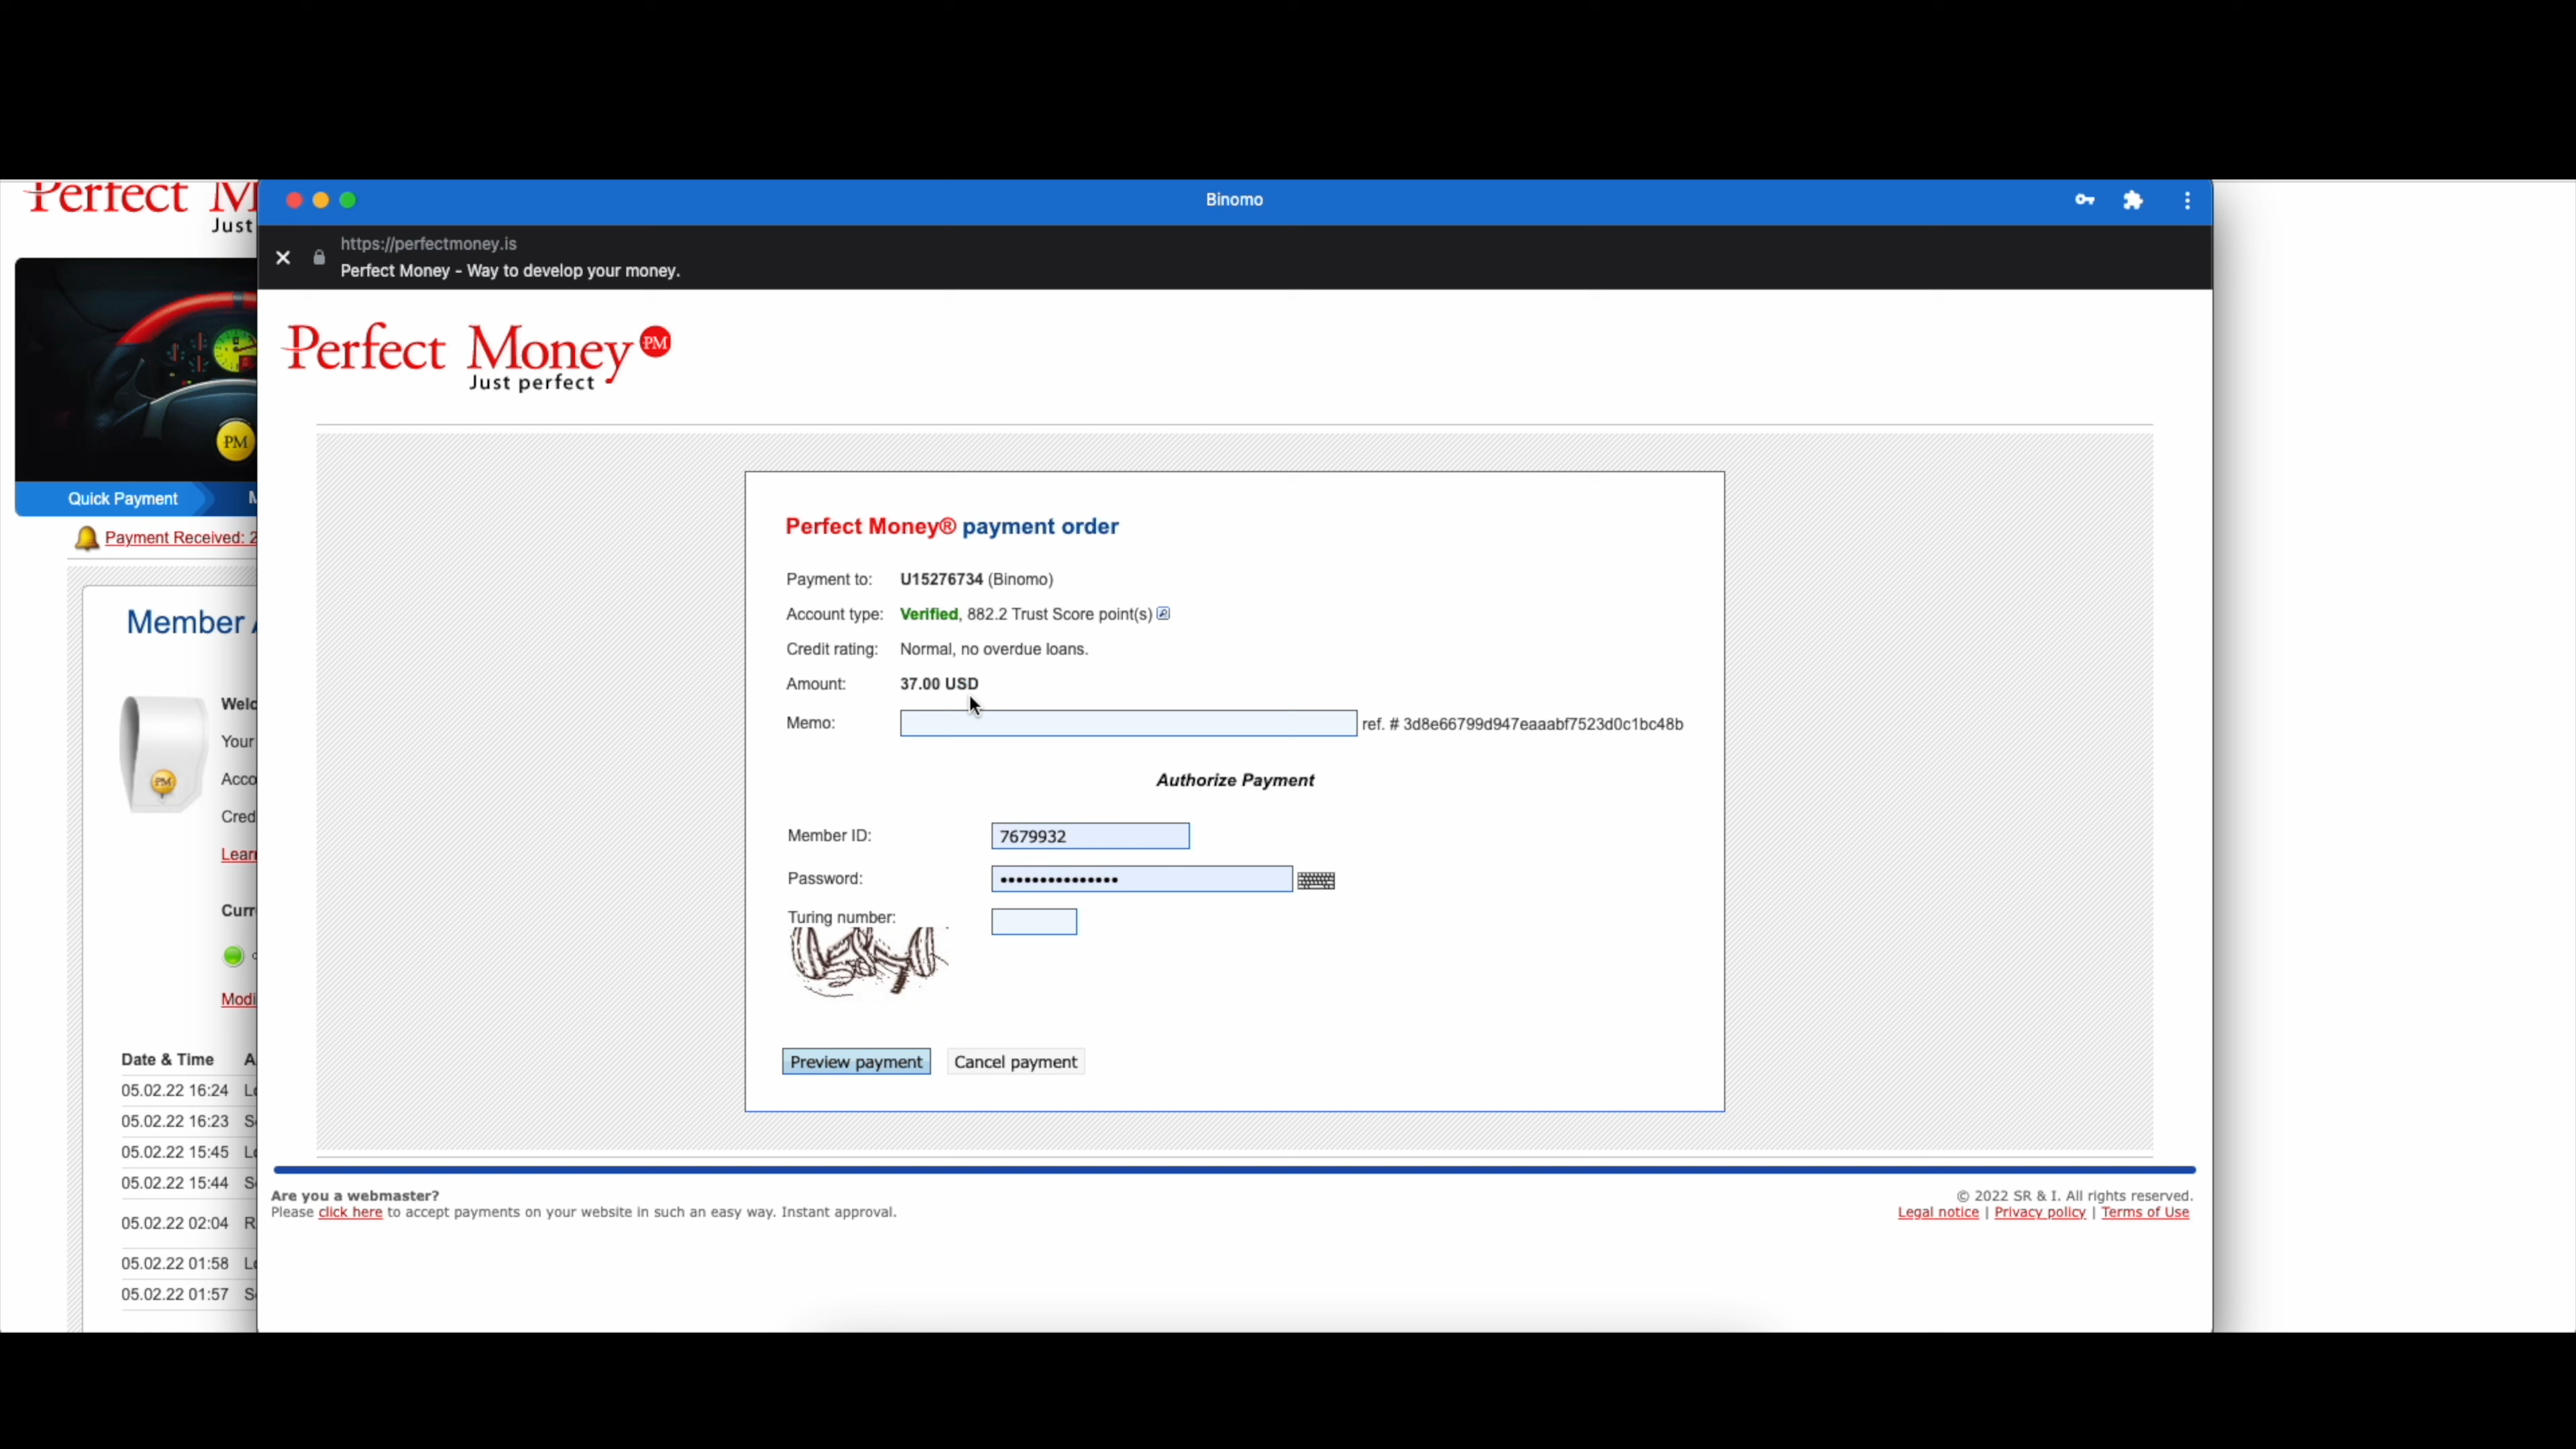 Perfect M
Just
Quick Payment
Payment Received: 2
Member A
Welc
Your
Acco
Cred
Lear
Curr
Modi
Date & Time A
05.02.22 16:24 Lo
05.02.22 16:23 S
05.02.22 15:45 Lo
05.02.22 15:44 S
05.02.22 02:04 R
05.02.22 01:58 Lo
05.02.22 01:57 S
Binomo
https://perfectmoney.is
Perfect Money - Way to develop your money.
Perfect Money PM
Just perfect
Perfect Money® payment order
Payment to: U15276734 (Binomo)
Account type: Verified, 882.2 Trust Score point(s)
Credit rating: Normal, no overdue loans.
Amount: 37.00 USD
Memo: ref. # 3d8e66799d947eaaabf7523d0c1bc48b
Authorize Payment
Member ID: 7679932
Password: •••••••••••••••
Turing number:
Preview payment Cancel payment
Are you a webmaster?
Please click here to accept payments on your website in such an easy way. Instant approval.
© 2022 SR & I. All rights reserved.
Legal notice | Privacy policy | Terms of Use